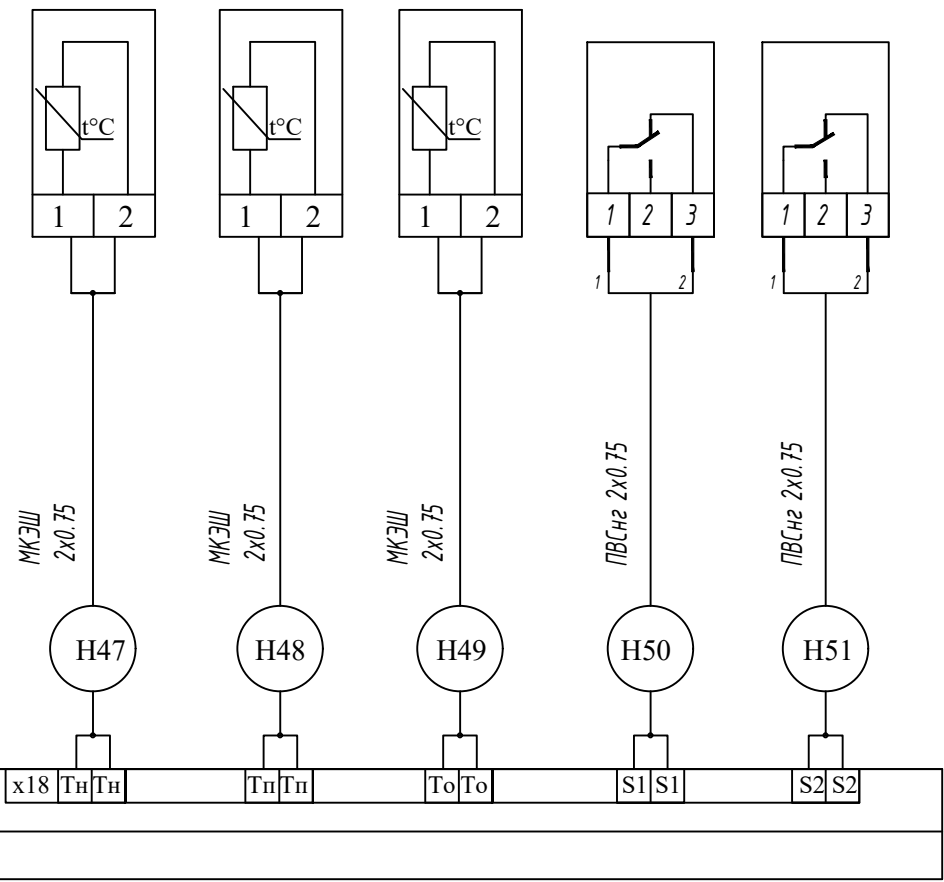 t°C t°C t°C
1 2 1 2 1 2 1 2 3 1 2 3
1 2 1 2
МКЭШ
2х0.75
МКЭШ
2х0.75
МКЭШ
2х0.75
ПВСнг 2х0.75
ПВСнг 2х0.75
Н47 Н48 Н49 Н50 Н51
х18 Тн Тн Тп Тп То То S1 S1 S2 S2